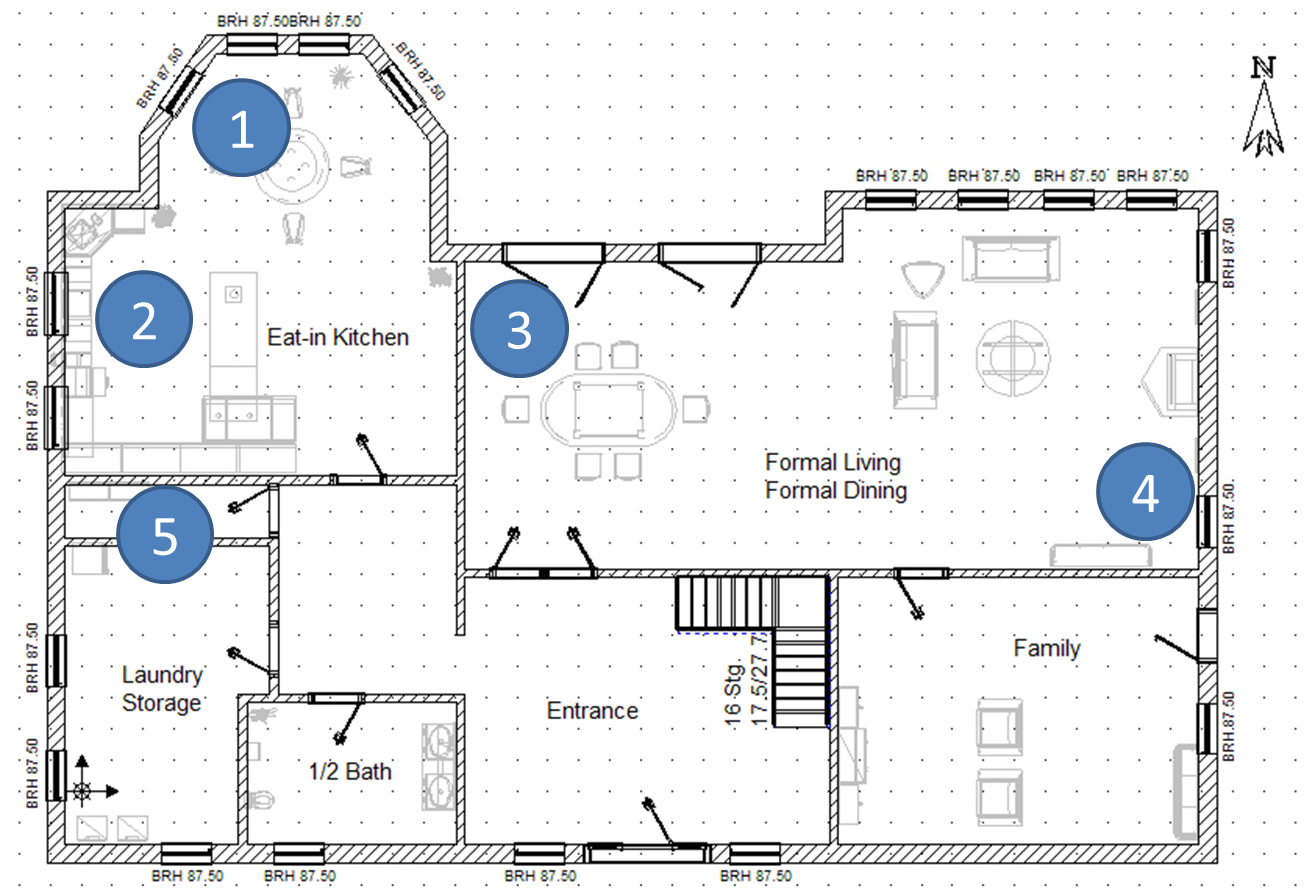 BRH 87.50BRH 87.50
BRH 87.50
BRH 87.50
N
1
BRH 87.50
BRH 87.50
BRH 87.50
BRH 87.50
BRH 87.50
BRH 87.50
2
3
Eat-in Kitchen
BRH 87.50
Formal Living
Formal Dining
4
BRH 87.50
5
BRH 87.50
Laundry
Storage
Entrance
16 Stg.
17.5/27.7
Family
BRH 87.50
1/2 Bath
BRH 87.50
BRH 87.50
BRH 87.50
BRH 87.50
BRH 87.50